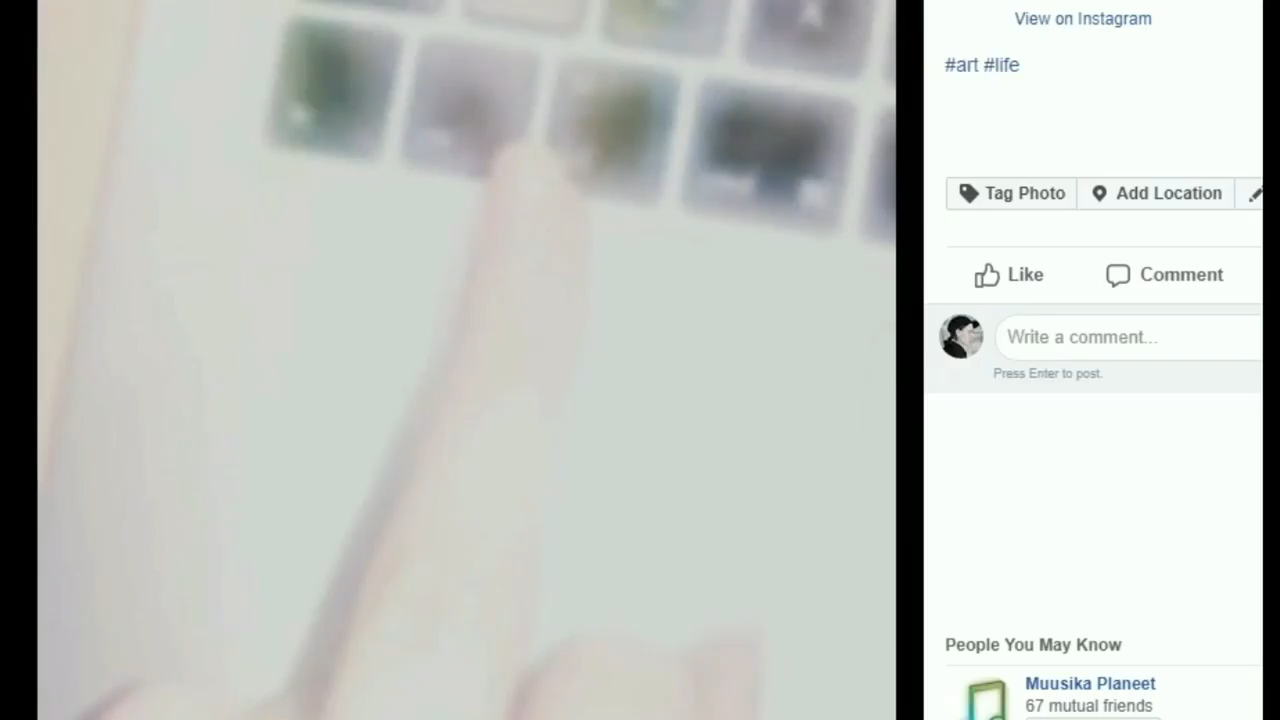 View on Instagram
#art #life
Tag Photo
Add Location
Like
Comment
Write a comment...
Press Enter to post.
People You May Know
Muusika Planeet
67 mutual friends